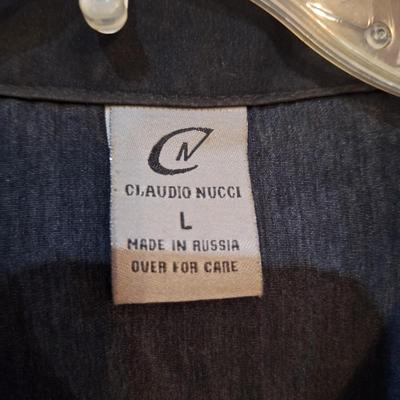 CN
CLAUDIO NUCCI
L
MADE IN RUSSIA
OVER FOR CARE